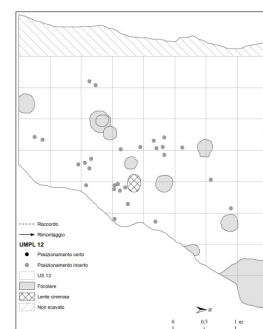 Raccordo
Rimontaggio
UMPL 12
Posizionamento certo
Posizionamento incerto
US 13
Focolare
Lente cinerosa
Non scavato
Z
0 0,5 1 m